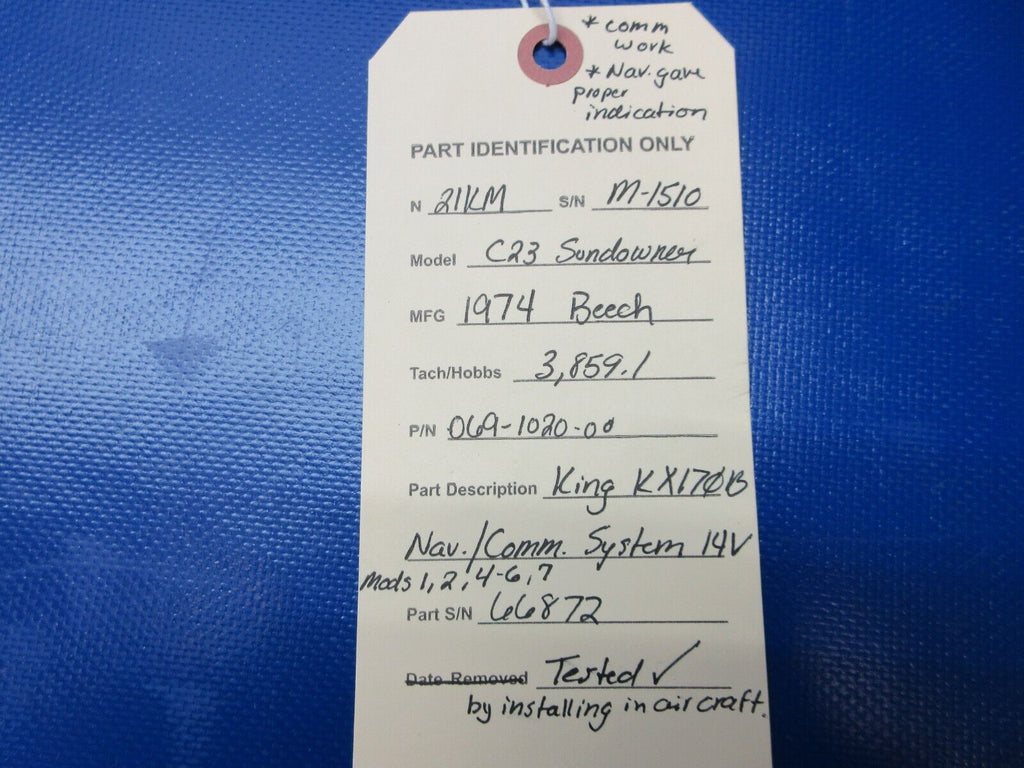 * Comm
work
* Nav. gave
proper
indication
PART IDENTIFICATION ONLY
N 21KM S/N M-1510
Model C23 Sundowner
MFG 1974 Beech
Tach/Hobbs 3,859.1
P/N 069-1020-00
Part Description King KX170B
Nav./Comm. System 14V
Mods 1, 2, 4-6, 7
Part S/N 66872
Date Removed Tested ✓
by installing in aircraft.